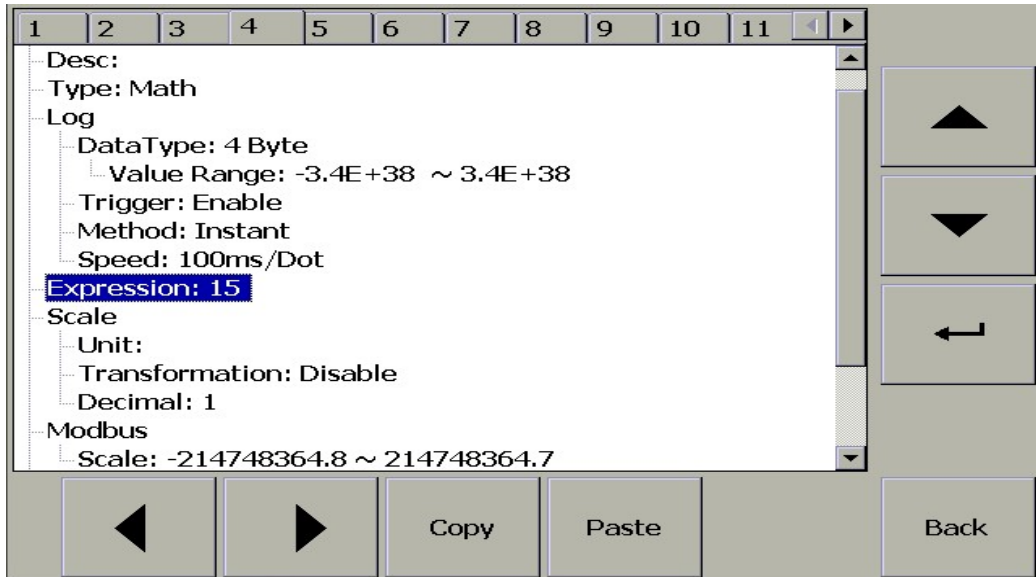 1 2 3 4 5 6 7 8 9 10 11
Desc:
Type: Math
Log
DataType: 4 Byte
Value Range: -3.4E+38 ~ 3.4E+38
Trigger: Enable
Method: Instant
Speed: 100ms/Dot
Expression: 15
Scale
Unit:
Transformation: Disable
Decimal: 1
Modbus
Scale: -214748364.8 ~ 214748364.7
Copy Paste Back